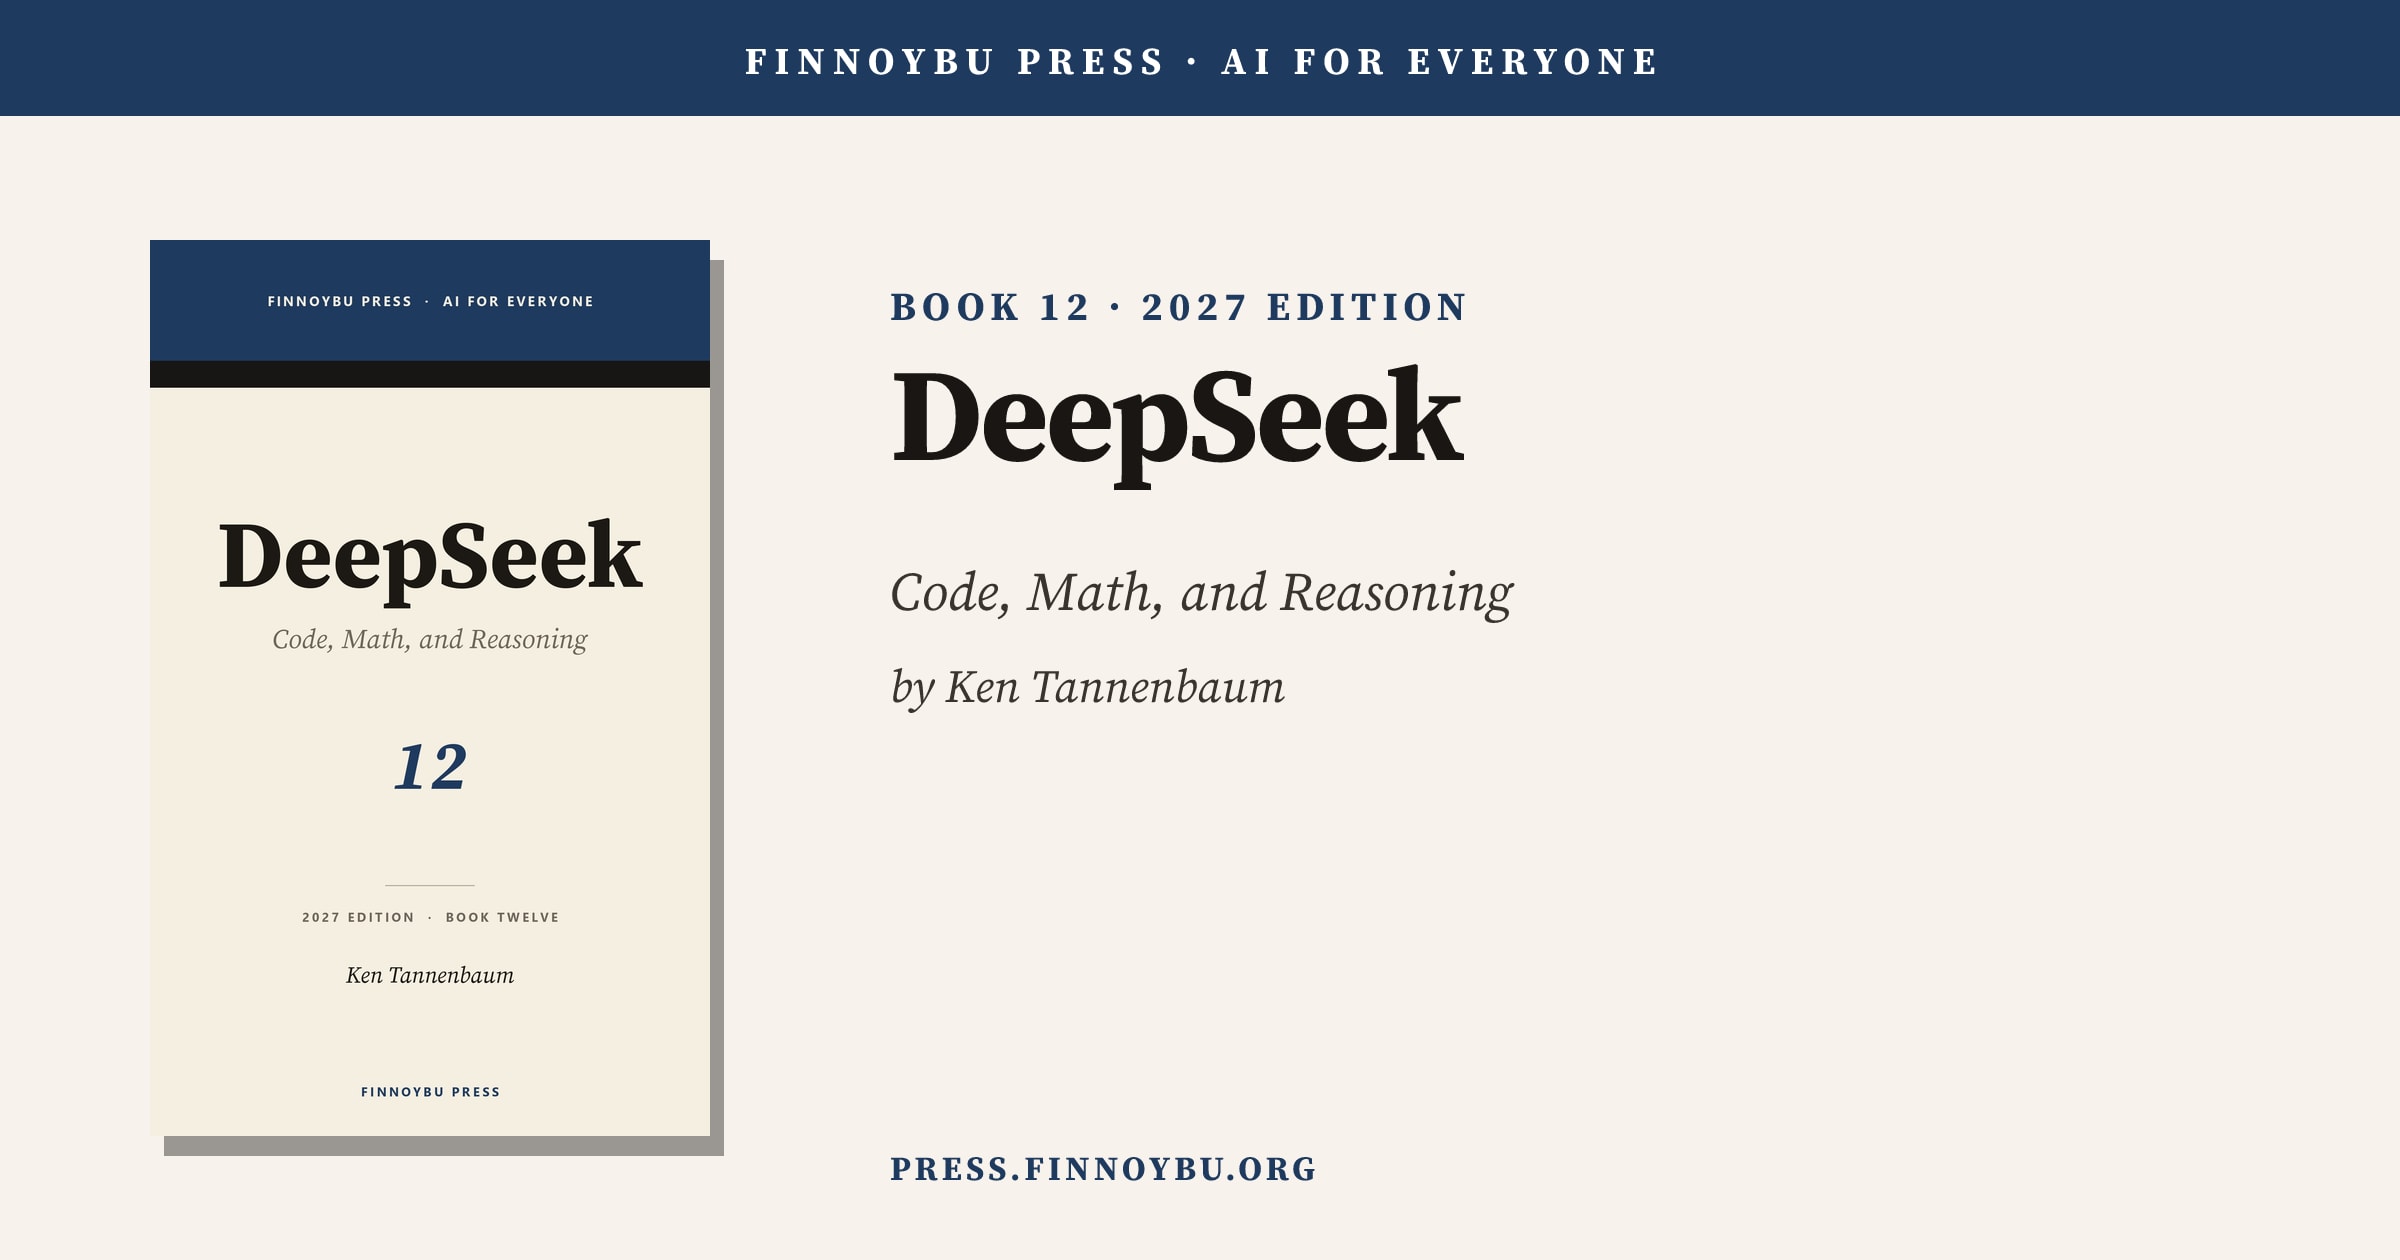 FINNOYBU PRESS · AI FOR EVERYONE
FINNOYBU PRESS · AI FOR EVERYONE
DeepSeek
Code, Math, and Reasoning
12
2027 EDITION · BOOK TWELVE
Ken Tannenbaum
FINNOYBU PRESS
BOOK 12 · 2027 EDITION
DeepSeek
Code, Math, and Reasoning
by Ken Tannenbaum
PRESS.FINNOYBU.ORG